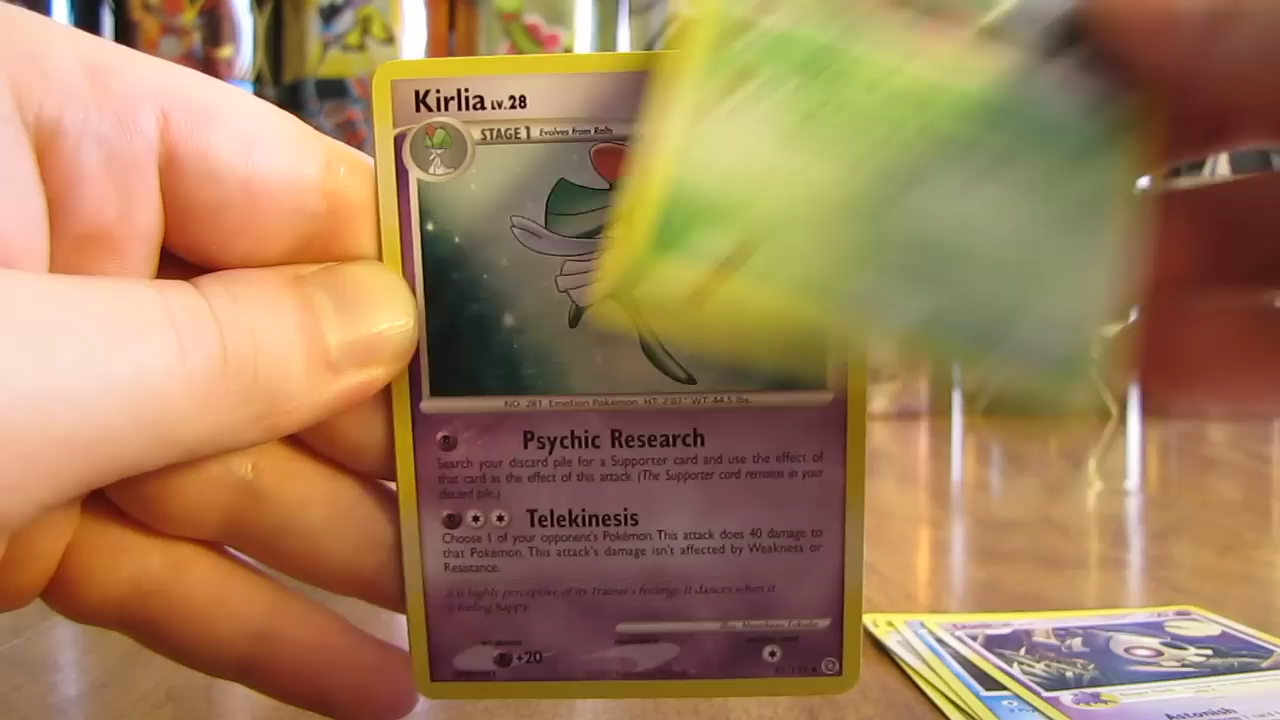 Kirlia LV.28
STAGE 1 Evolves from Ralts
NO. 281 Emotion Pokémon HT: 2'07" WT: 44.5 lbs.
Psychic Research
Search your discard pile for a Supporter card and use the effect of
that card as the effect of this attack. (The Supporter card remains in your
discard pile.)
Telekinesis
Choose 1 of your opponent's Pokémon. This attack does 40 damage to
that Pokémon. This attack's damage isn't affected by Weakness or
Resistance.
It is highly perceptive of its Trainer's feelings. It dances when it
is feeling happy.
+20
Astonish